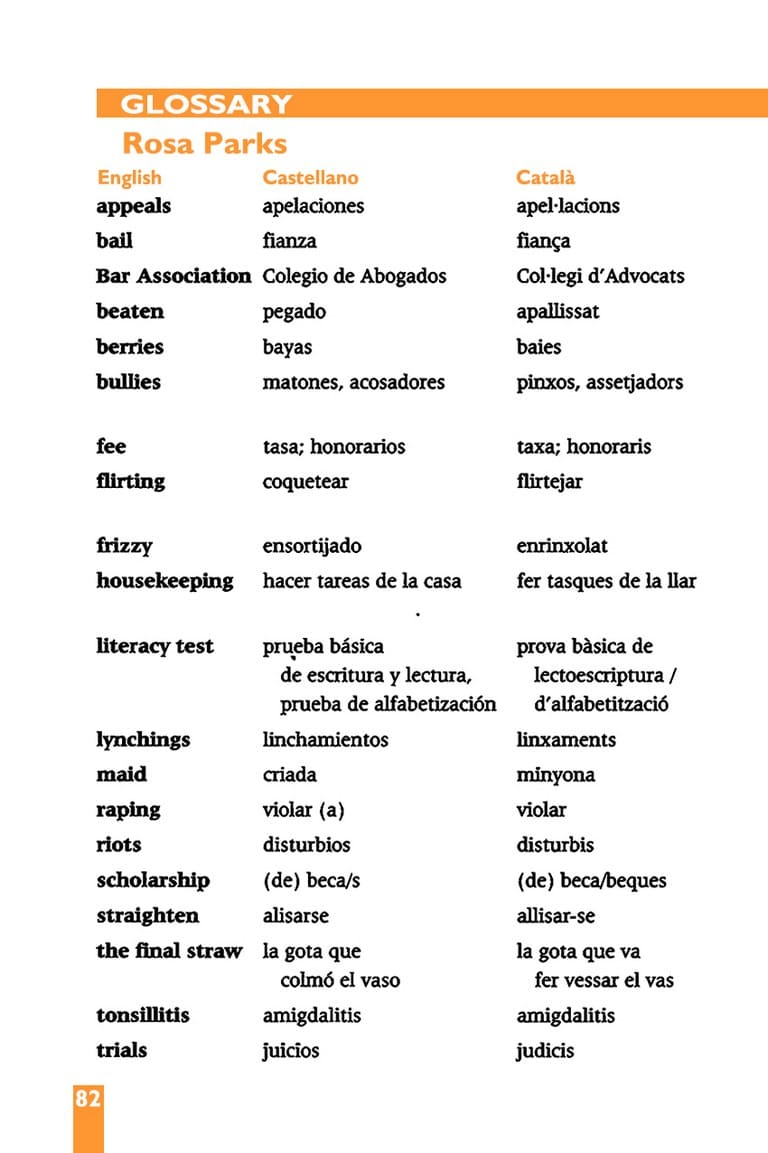 GLOSSARY
Rosa Parks
English Castellano Català
appeals apelaciones apel·lacions
bail fianza fiança
Bar Association Colegio de Abogados Col·legi d'Advocats
beaten pegado apallissat
berries bayas baies
bullies matones, acosadores pinxos, assetjadors
fee tasa; honorarios taxa; honoraris
flirting coquetear flirtejar
frizzy ensortijado enrinxolat
housekeeping hacer tareas de la casa fer tasques de la llar
literacy test prueba básica prova bàsica de
de escritura y lectura, lectoescriptura /
prueba de alfabetización d'alfabetització
lynchings linchamientos linxaments
maid criada minyona
raping violar (a) violar
riots disturbios disturbis
scholarship (de) beca/s (de) beca/beques
straighten alisarse allisar-se
the final straw la gota que la gota que va
colmó el vaso fer vessar el vas
tonsillitis amigdalitis amigdalitis
trials juicios judicis
82